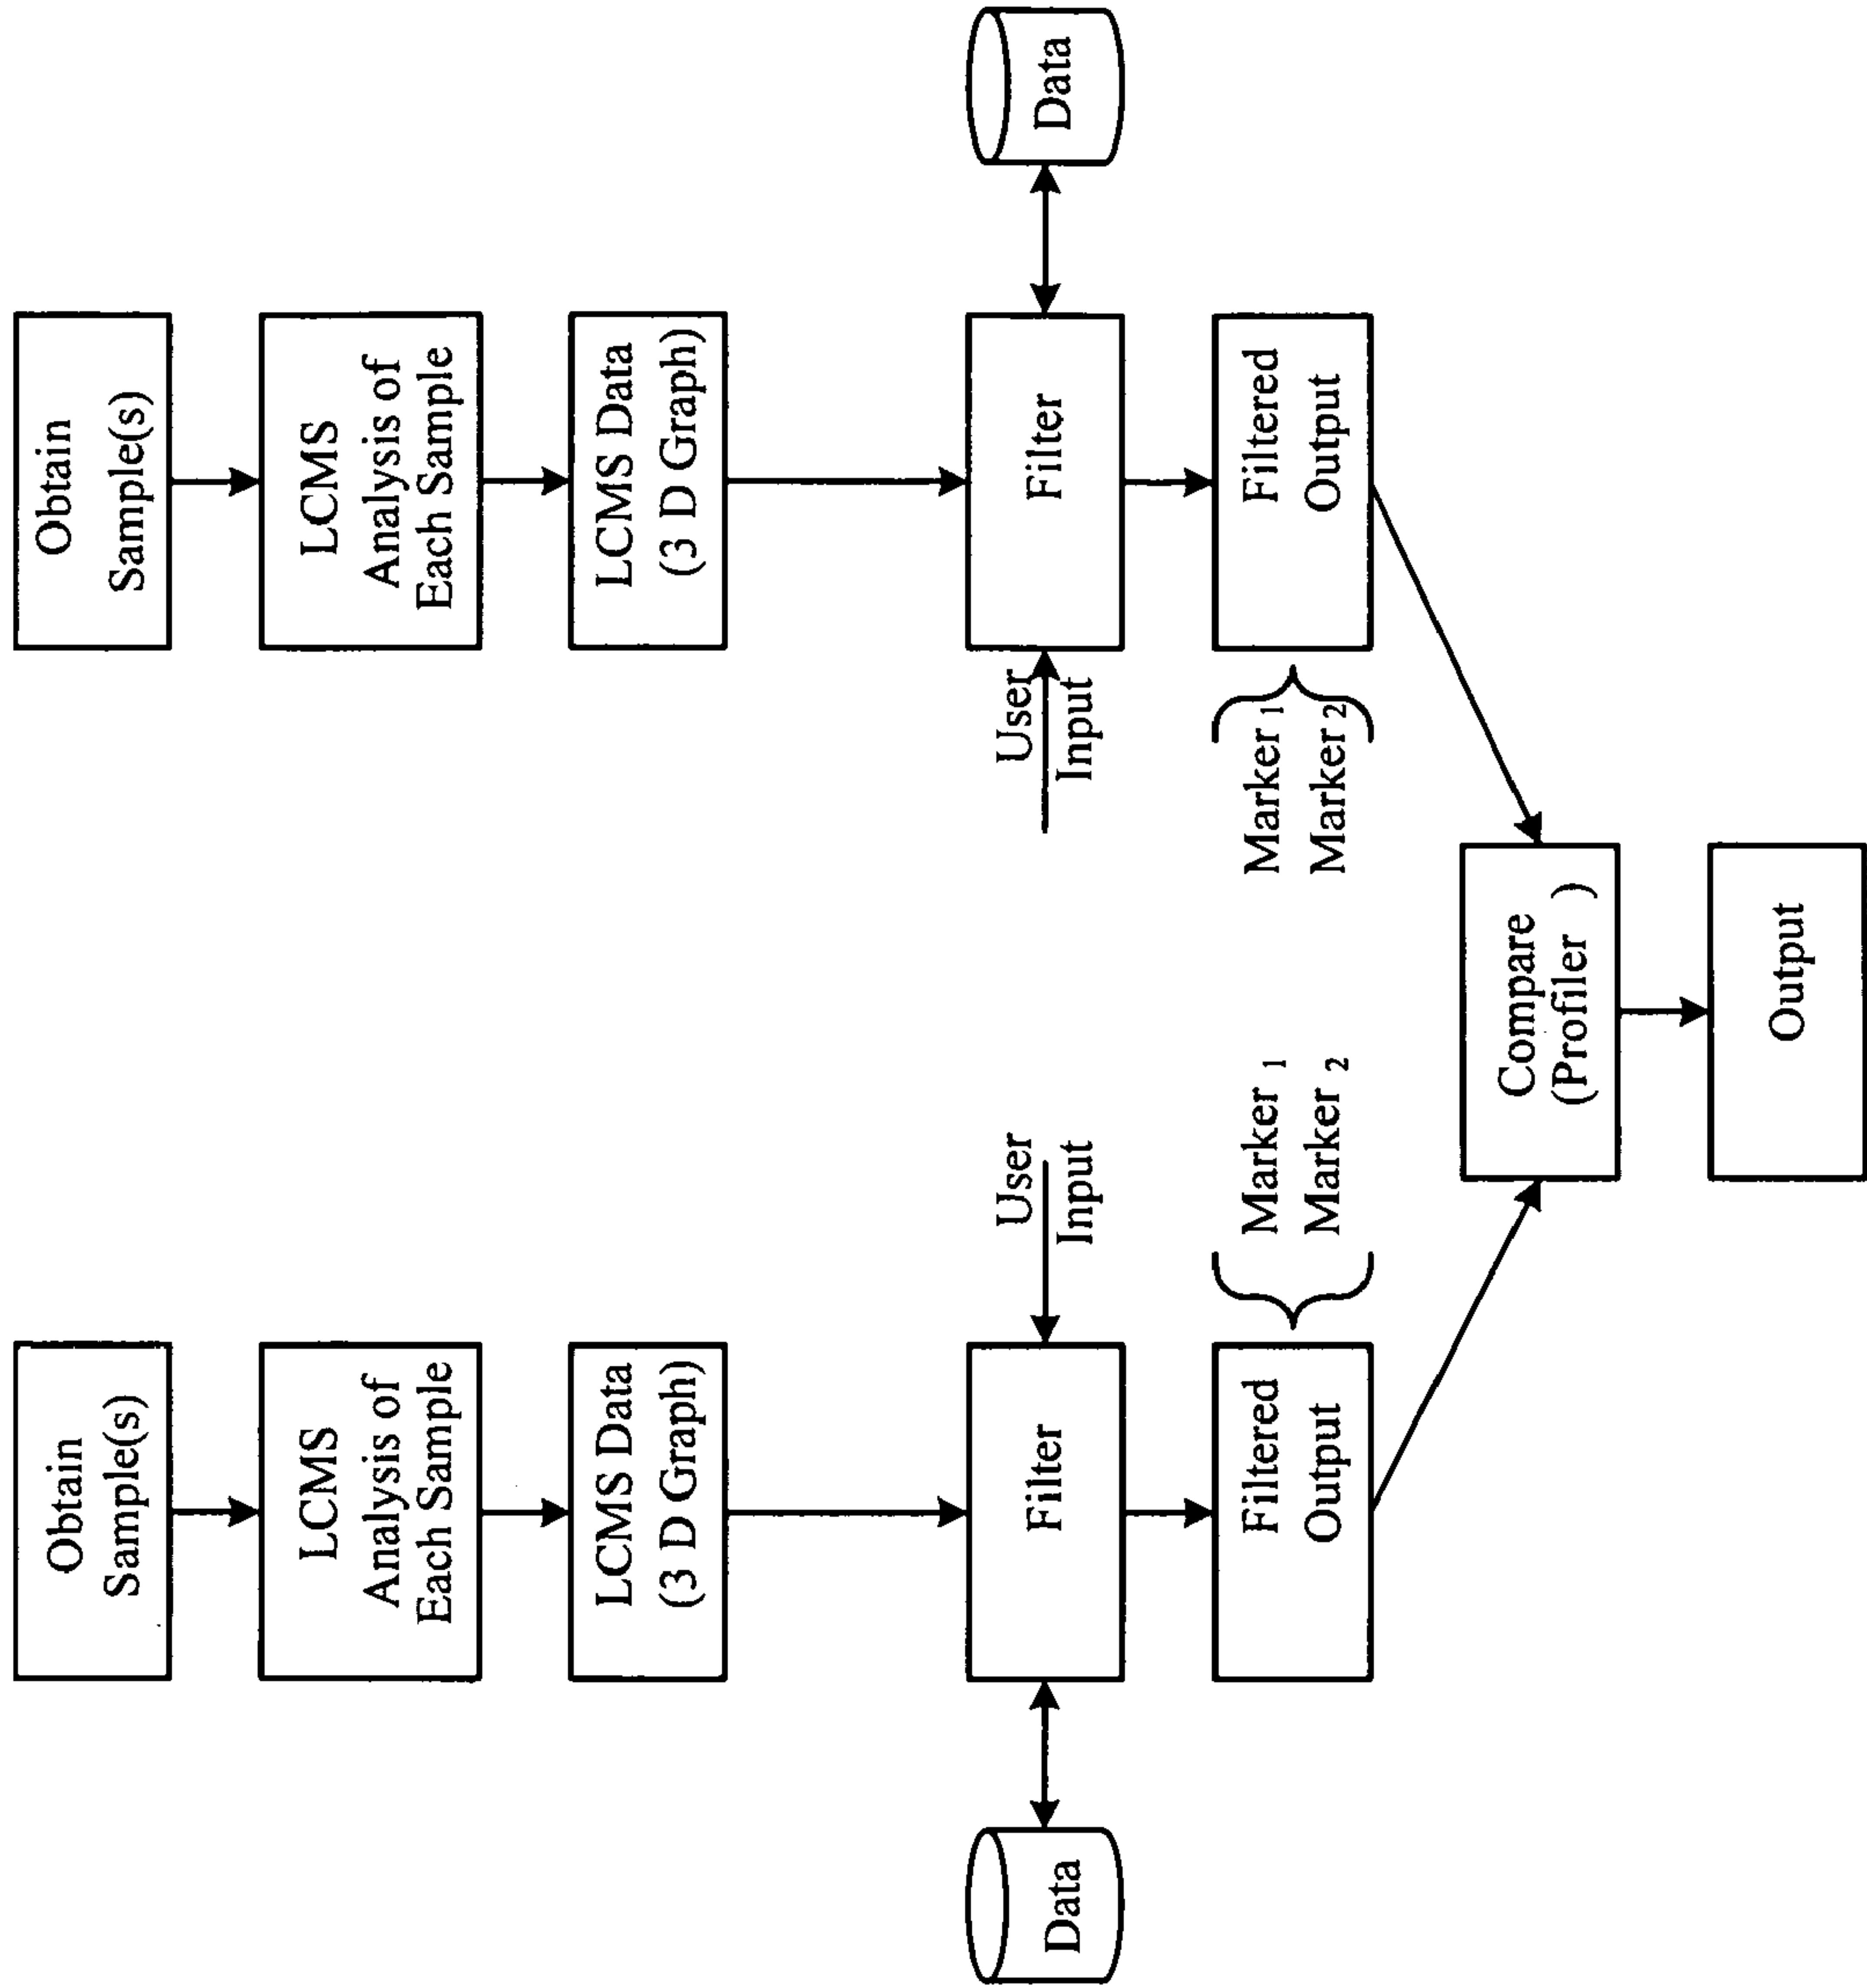 Obtain
Sample(s)
LCMS
Analysis of
Each Sample
LCMS Data
(3 D Graph)
Data
Filter
User
Input
Filtered
Output
Marker 1
Marker 2
Obtain
Sample(s)
LCMS
Analysis of
Each Sample
LCMS Data
(3 D Graph)
User
Input
Filter
Data
Marker 1
Marker 2
Filtered
Output
Compare
(Profiler )
Output